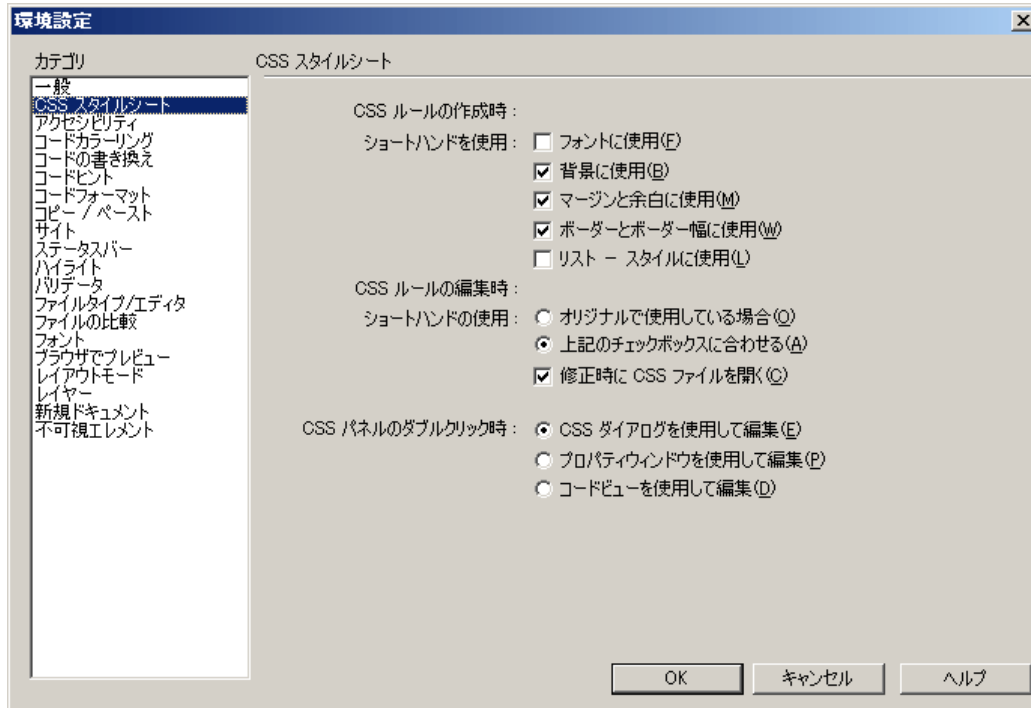 環境設定
カテゴリ
一般
CSS スタイルシート
アクセシビリティ
コードカラーリング
コードの書き換え
コードヒント
コードフォーマット
コピー / ペースト
サイト
ステータスバー
ハイライト
バリデータ
ファイルタイプ/エディタ
ファイルの比較
フォント
ブラウザでプレビュー
レイアウトモード
レイヤー
新規ドキュメント
不可視エレメント
CSS スタイルシート
CSS ルールの作成時 :
ショートハンドを使用 : フォントに使用(F)
背景に使用(B)
マージンと余白に使用(M)
ボーダーとボーダー幅に使用(W)
リスト − スタイルに使用(L)
CSS ルールの編集時 :
ショートハンドの使用 : オリジナルで使用している場合(O)
上記のチェックボックスに合わせる(A)
修正時に CSS ファイルを開く(C)
CSS パネルのダブルクリック時 : CSS ダイアログを使用して編集(E)
プロパティウィンドウを使用して編集(P)
コードビューを使用して編集(D)
OK キャンセル ヘルプ